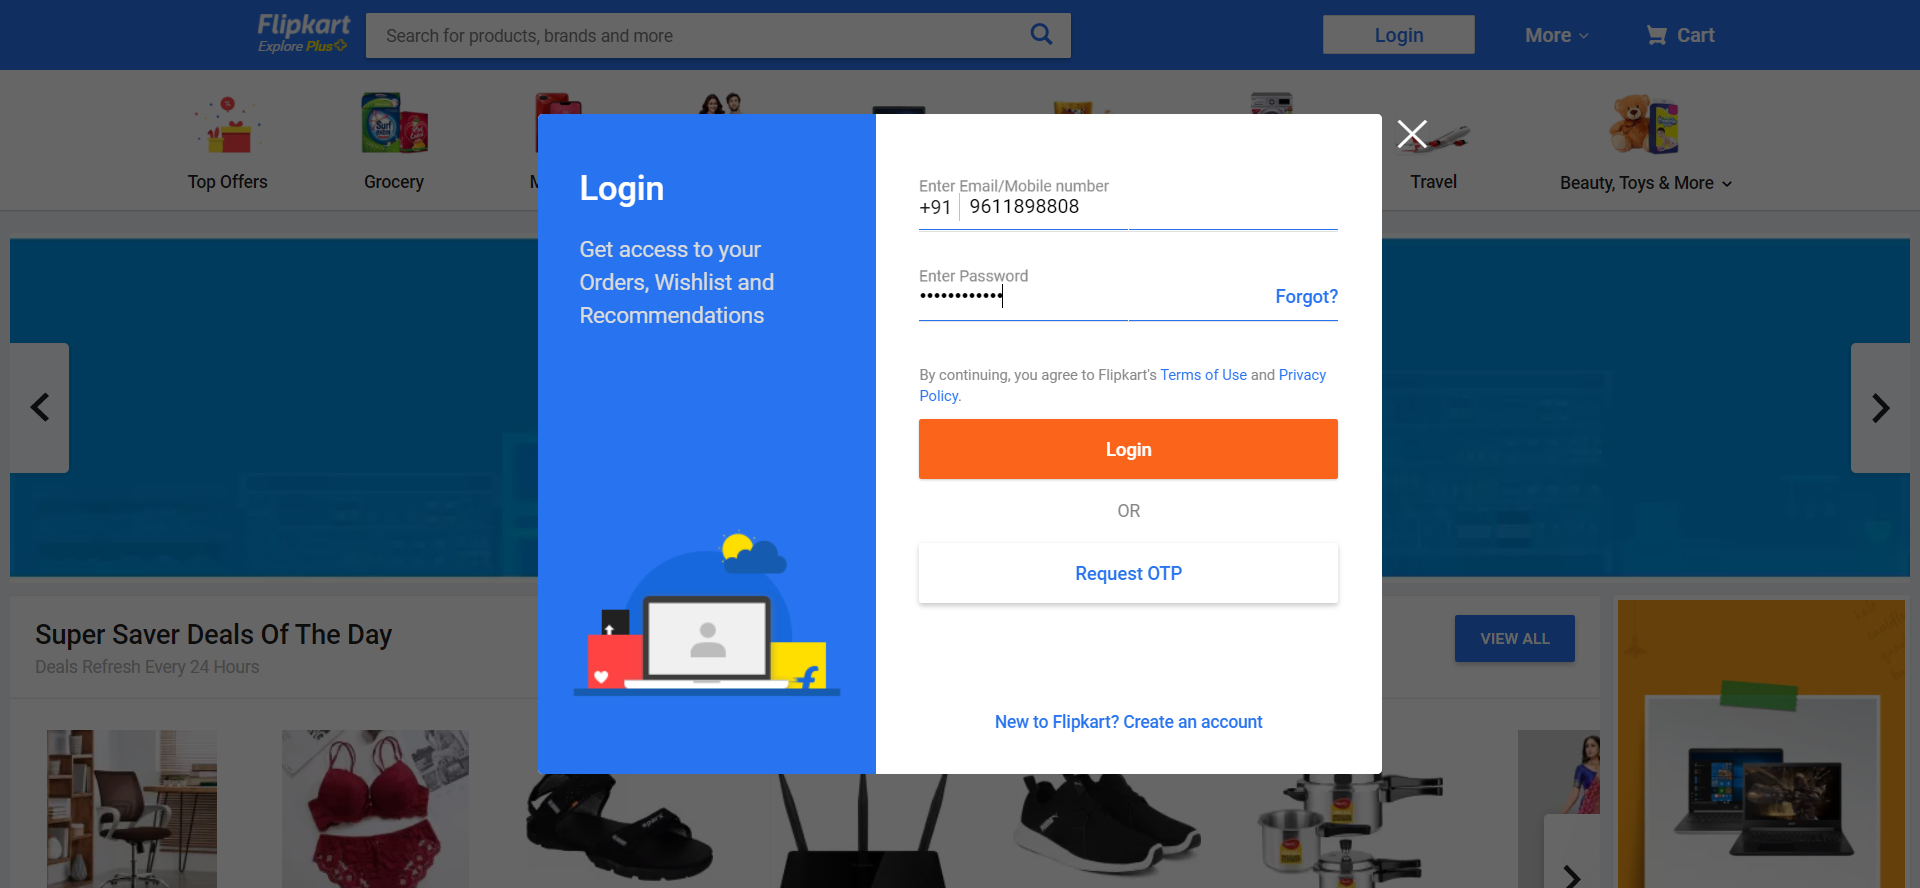 Flipkart
Explore Plus
Search for products, brands and more
Login
More
Cart
Top Offers
Grocery
M
Travel
Beauty, Toys & More
Login
Get access to your
Orders, Wishlist and
Recommendations
Enter Email/Mobile number
+91 9611898808
Enter Password
••••••••••••
Forgot?
By continuing, you agree to Flipkart's Terms of Use and Privacy
Policy.
Login
OR
Request OTP
New to Flipkart? Create an account
Super Saver Deals Of The Day
Deals Refresh Every 24 Hours
VIEW ALL